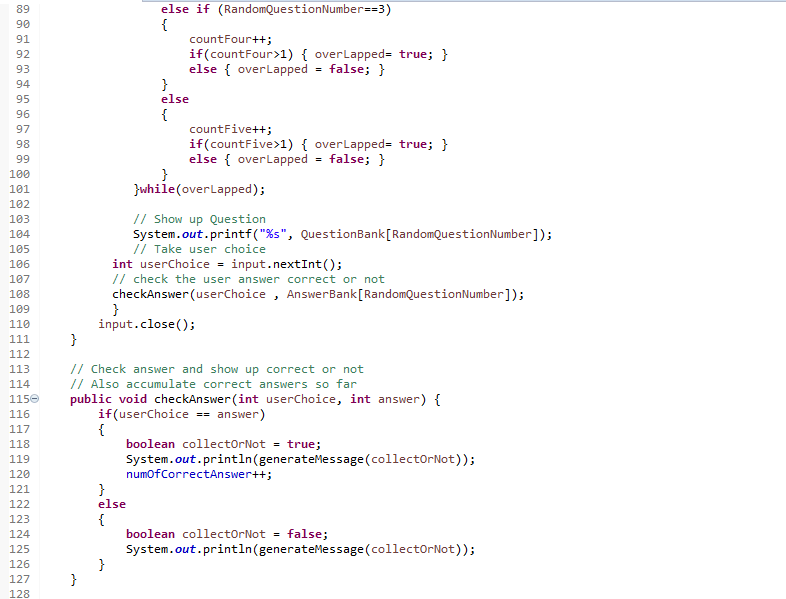 89 else if (RandomQuestionNumber==3)
90 {
91 countFour++;
92 if(countFour>1) { overLapped= true; }
93 else { overLapped = false; }
94 }
95 else
96 {
97 countFive++;
98 if(countFive>1) { overLapped= true; }
99 else { overLapped = false; }
100 }
101 }while(overLapped);
102
103 // Show up Question
104 System.out.printf("%s", QuestionBank[RandomQuestionNumber]);
105 // Take user choice
106 int userChoice = input.nextInt();
107 // check the user answer correct or not
108 checkAnswer(userChoice , AnswerBank[RandomQuestionNumber]);
109 }
110 input.close();
111 }
112
113 // Check answer and show up correct or not
114 // Also accumulate correct answers so far
115 public void checkAnswer(int userChoice, int answer) {
116 if(userChoice == answer)
117 {
118 boolean collectOrNot = true;
119 System.out.println(generateMessage(collectOrNot));
120 numOfCorrectAnswer++;
121 }
122 else
123 {
124 boolean collectOrNot = false;
125 System.out.println(generateMessage(collectOrNot));
126 }
127 }
128